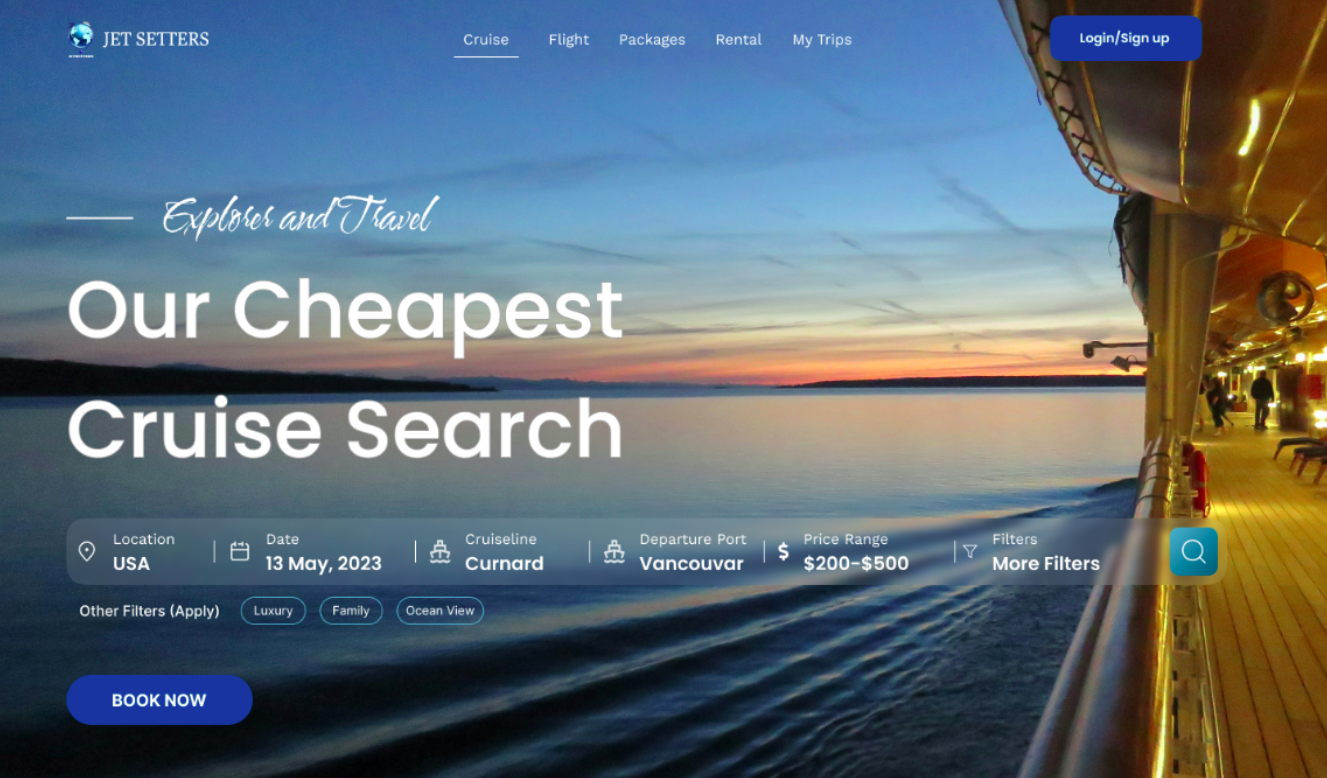 JET SETTERS
Cruise Flight Packages Rental My Trips
Login/Sign up
Explorer and Travel
Our Cheapest
Cruise Search
Location
USA
Date
13 May, 2023
Cruiseline
Curnard
Departure Port
Vancouvar
$
Price Range
$200-$500
Filters
More Filters
Other Filters (Apply) Luxury Family Ocean View
BOOK NOW